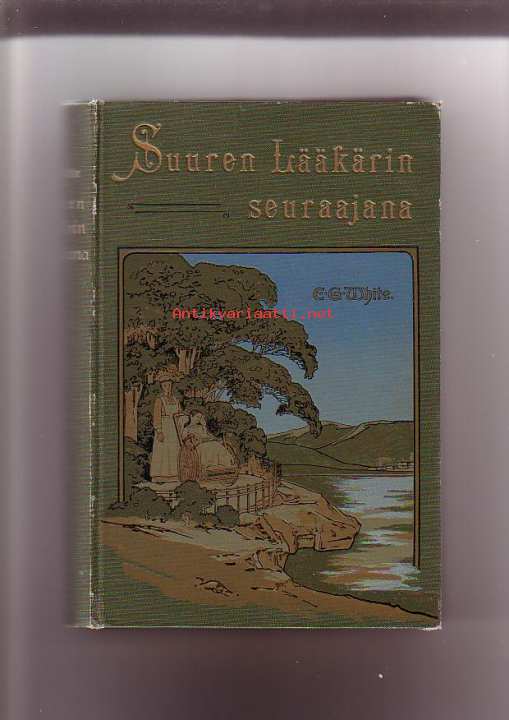 Suuren Lääkärin
seuraajana
E·G·White.
Antikvariaatti.net